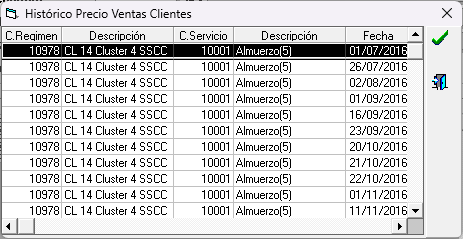 Histórico Precio Ventas Clientes
C.Regimen Descripción C.Servicio Descripción Fecha
10978 CL 14 Cluster 4 SSCC 10001 Almuerzo(5) 01/07/2016
10978 CL 14 Cluster 4 SSCC 10001 Almuerzo(5) 26/07/2016
10978 CL 14 Cluster 4 SSCC 10001 Almuerzo(5) 02/08/2016
10978 CL 14 Cluster 4 SSCC 10001 Almuerzo(5) 01/09/2016
10978 CL 14 Cluster 4 SSCC 10001 Almuerzo(5) 16/09/2016
10978 CL 14 Cluster 4 SSCC 10001 Almuerzo(5) 23/09/2016
10978 CL 14 Cluster 4 SSCC 10001 Almuerzo(5) 20/10/2016
10978 CL 14 Cluster 4 SSCC 10001 Almuerzo(5) 21/10/2016
10978 CL 14 Cluster 4 SSCC 10001 Almuerzo(5) 22/10/2016
10978 CL 14 Cluster 4 SSCC 10001 Almuerzo(5) 01/11/2016
10978 CL 14 Cluster 4 SSCC 10001 Almuerzo(5) 11/11/2016